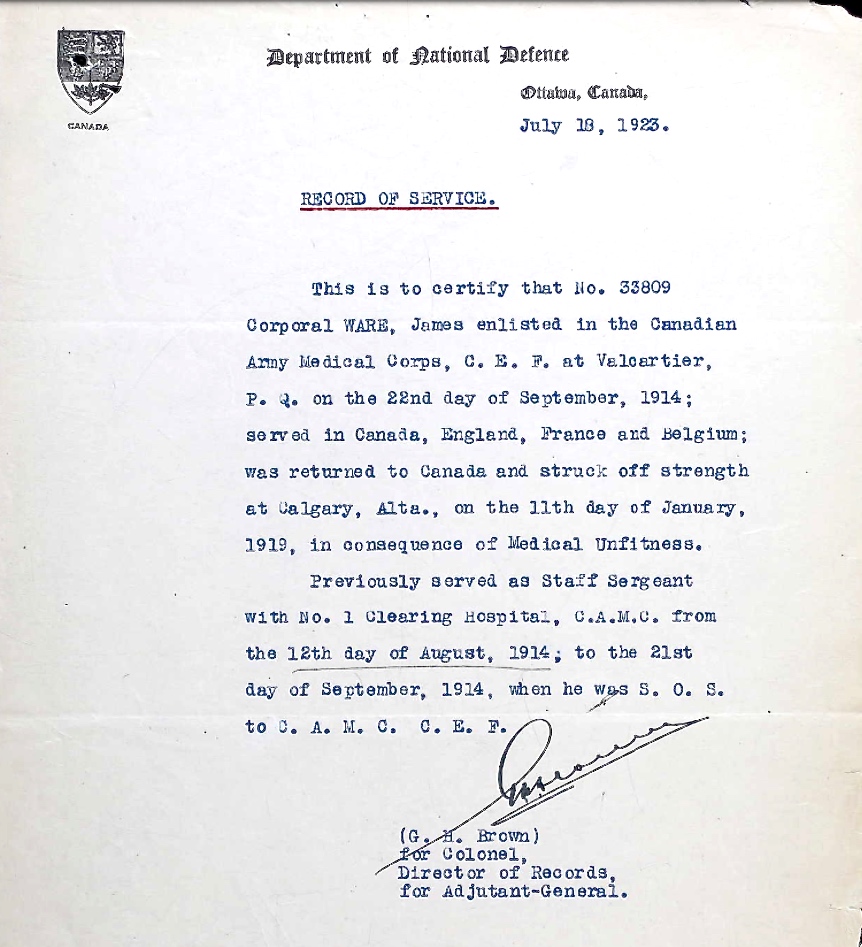 Department of National Defence
Ottawa, Canada,
CANADA
July 18, 1923.
RECORD OF SERVICE.
This is to certify that No. 33809
Corporal WARE, James enlisted in the Canadian
Army Medical Corps, C. E. F. at Valcartier,
P. Q. on the 22nd day of September, 1914;
served in Canada, England, France and Belgium;
was returned to Canada and struck off strength
at Calgary, Alta., on the 11th day of January,
1919, in consequence of Medical Unfitness.
Previously served as Staff Sergeant
with No. 1 Clearing Hospital, C.A.M.C. from
the 12th day of August, 1914; to the 21st
day of September, 1914, when he was S. O. S.
to C. A. M. C. C. E. F.
(G. H. Brown)
for Colonel,
Director of Records,
for Adjutant-General.